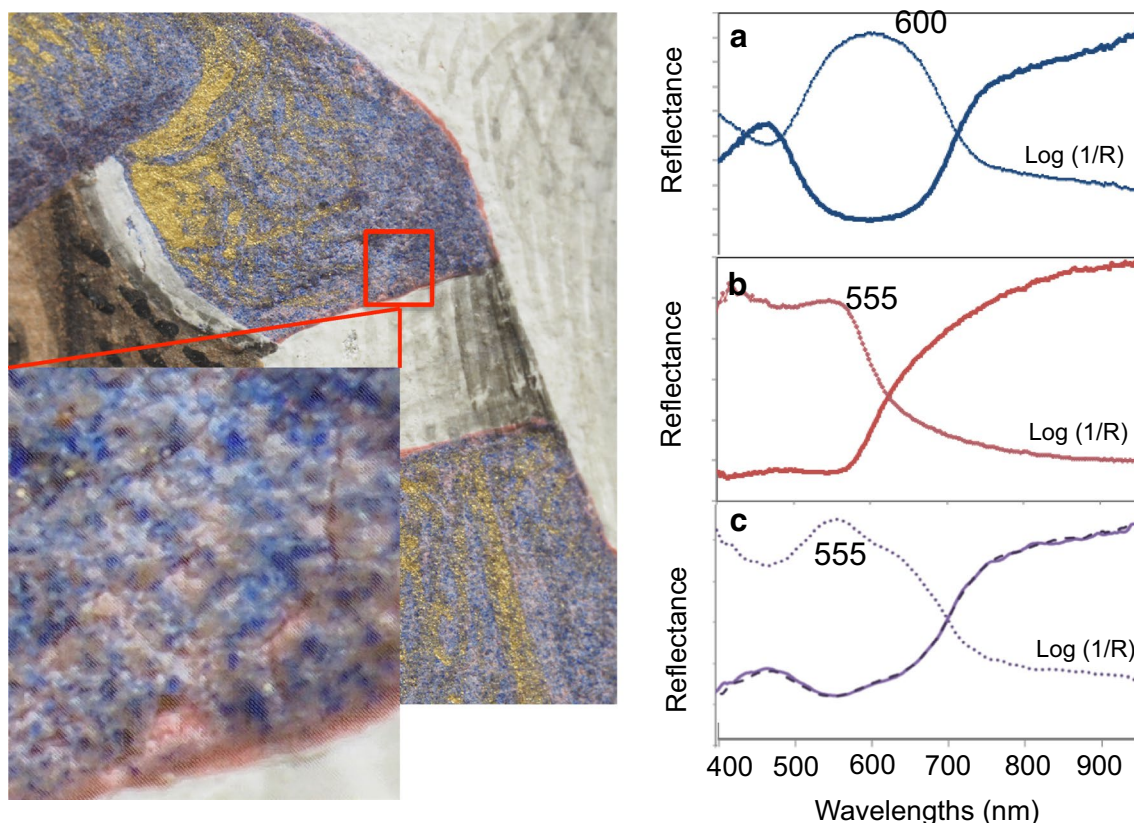 a
600
Reflectance
Log (1/R)
b
555
Reflectance
Log (1/R)
c
555
Reflectance
Log (1/R)
400 500 600 700 800 900
Wavelengths (nm)